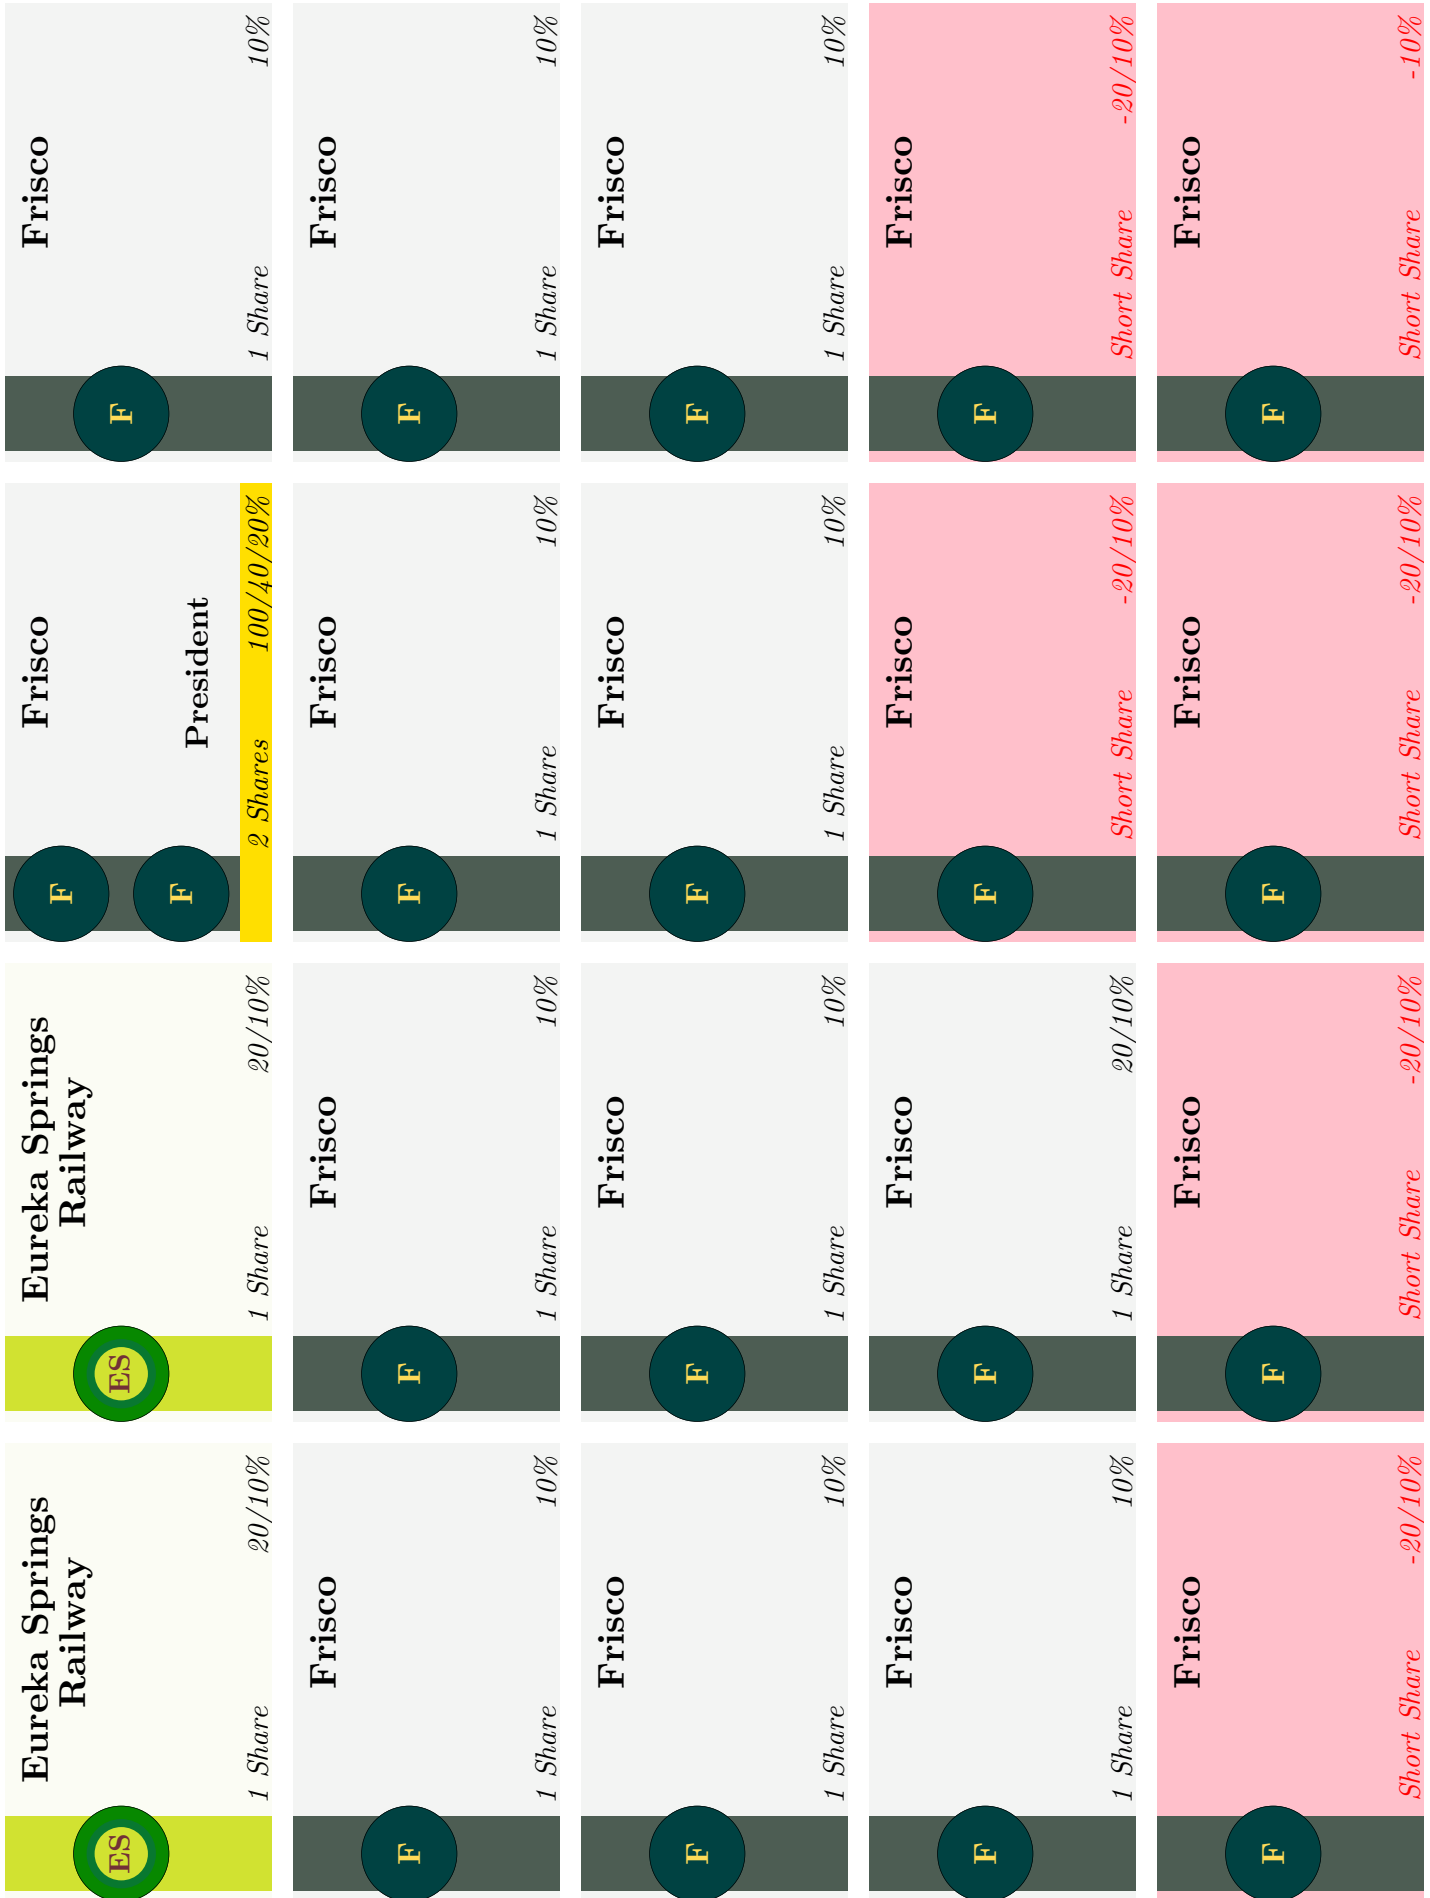 Eureka Springs
Railway
ES
1 Share 20/10%
Eureka Springs
Railway
ES
1 Share 20/10%
Frisco
F
F
President
2 Shares 100/40/20%
Frisco
F
1 Share 10%
Frisco
F
1 Share 10%
Frisco
F
1 Share 10%
Frisco
F
1 Share 10%
Frisco
F
1 Share 10%
Frisco
F
1 Share 10%
Frisco
F
1 Share 10%
Frisco
F
1 Share 10%
Frisco
F
1 Share 10%
Frisco
F
1 Share 10%
Frisco
F
1 Share 20/10%
Frisco
F
Short Share -20/10%
Frisco
F
Short Share -20/10%
Frisco
F
Short Share -20/10%
Frisco
F
Short Share -20/10%
Frisco
F
Short Share -20/10%
Frisco
F
Short Share -10%